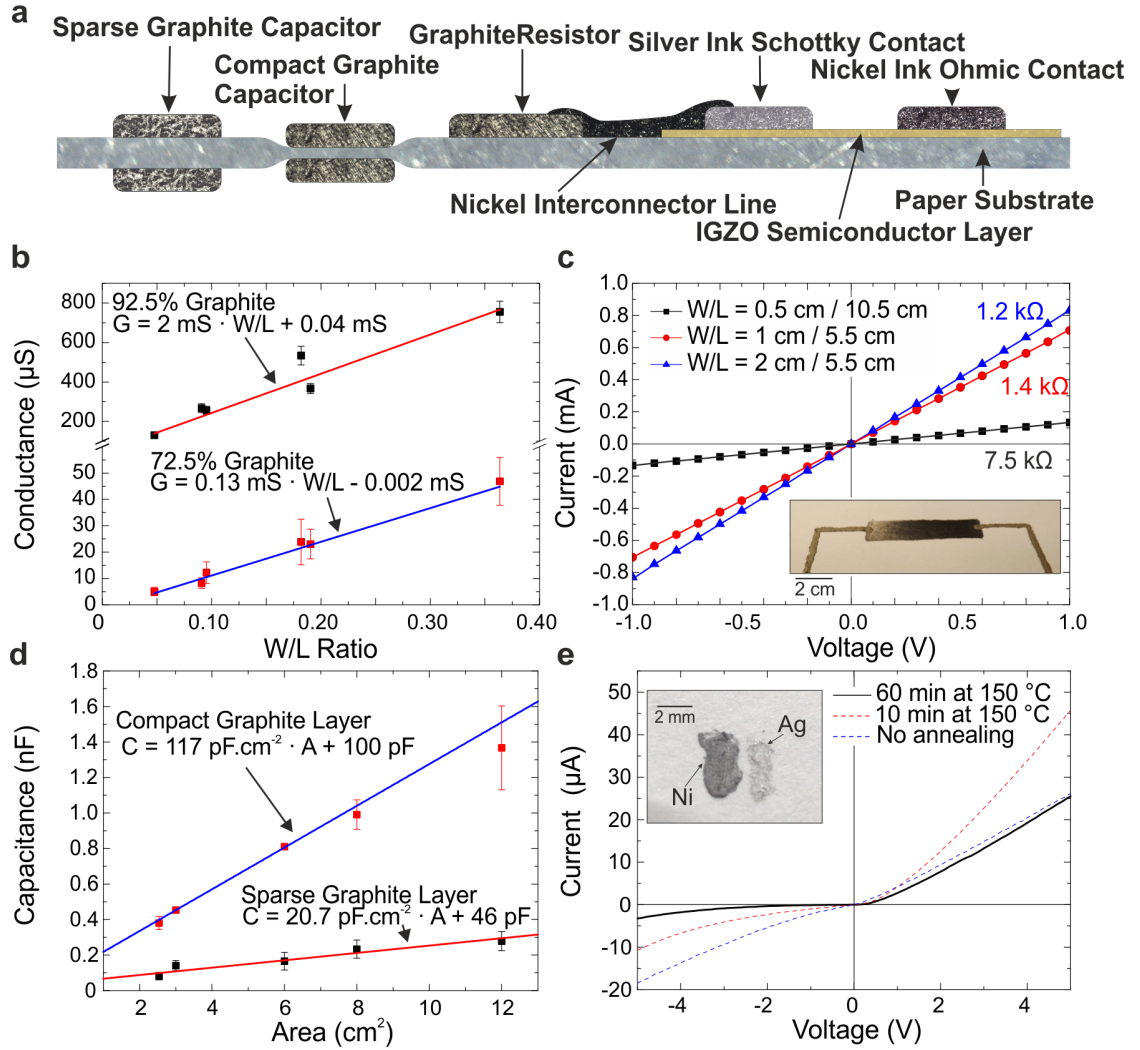 a
Sparse Graphite Capacitor
Compact Graphite
Capacitor
GraphiteResistor
Silver Ink Schottky Contact
Nickel Ink Ohmic Contact
Nickel Interconnector Line
Paper Substrate
IGZO Semiconductor Layer
b
92.5% Graphite
G = 2 mS · W/L + 0.04 mS
72.5% Graphite
G = 0.13 mS · W/L - 0.002 mS
Conductance (µS)
800
600
400
200
50
40
30
20
10
0
0
0.10
0.20
0.30
0.40
W/L Ratio
c
W/L = 0.5 cm / 10.5 cm
W/L = 1 cm / 5.5 cm
W/L = 2 cm / 5.5 cm
1.2 kΩ
1.4 kΩ
7.5 kΩ
2 cm
Current (mA)
1.0
0.8
0.6
0.4
0.2
0.0
-0.2
-0.4
-0.6
-0.8
-1.0
-1.0
-0.5
0.0
0.5
1.0
Voltage (V)
d
Compact Graphite Layer
C = 117 pF.cm⁻² · A + 100 pF
Sparse Graphite Layer
C = 20.7 pF.cm⁻² · A + 46 pF
Capacitance (nF)
1.8
1.6
1.4
1.2
1.0
0.8
0.6
0.4
0.2
0
2
4
6
8
10
12
Area (cm²)
e
60 min at 150 °C
10 min at 150 °C
No annealing
2 mm
Ag
Ni
Current (µA)
50
40
30
20
10
0
-10
-20
-4
-2
0
2
4
Voltage (V)